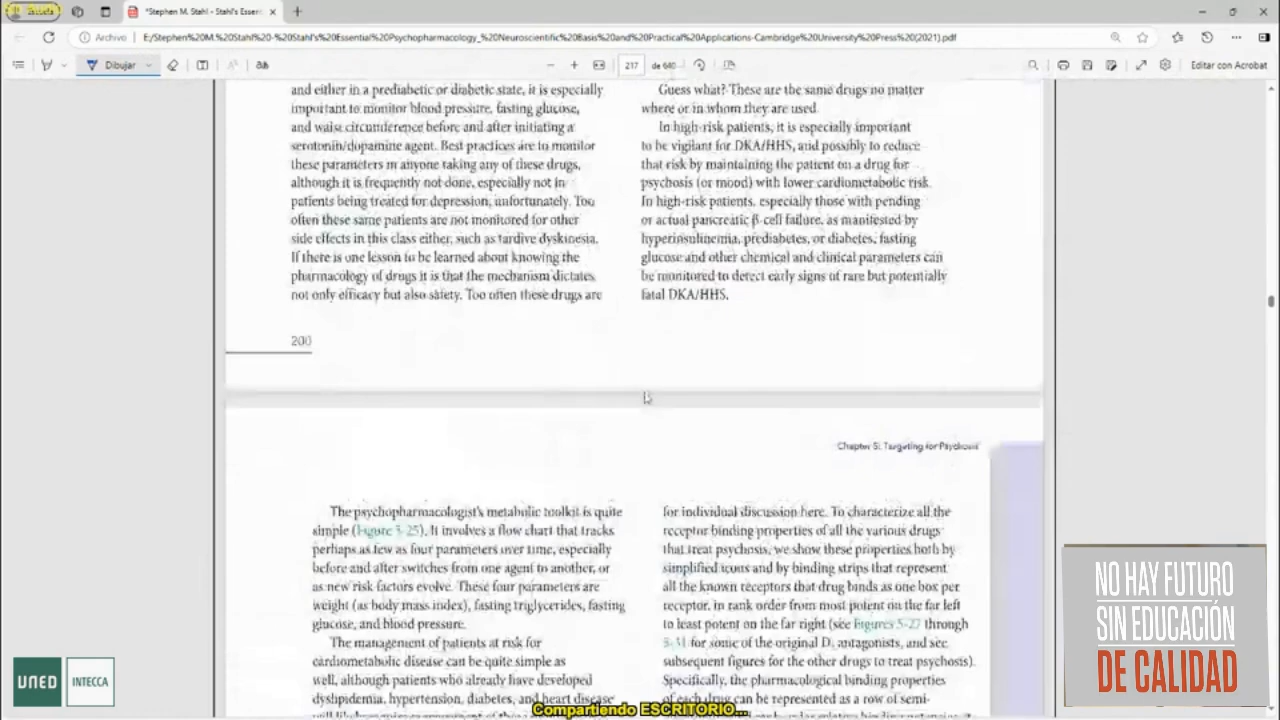 *Stephen M. Stahl - Stahl's Essen
Archivo
E:/Stephen%20M.%20Stahl%20-%20Stahl's%20Essential%20Psychopharmacology_%20Neuroscientific%20Basis%20and%20Practical%20Applications-Cambridge%20University%20Press%20(2021).pdf
Dibujar
217 de 640
Editar con Acrobat
and either in a prediabetic or diabetic state, it is especially
important to monitor blood pressure, fasting glucose,
and waist circumference before and after initiating a
serotonin/dopamine agent. Best practices are to monitor
these parameters in anyone taking any of these drugs,
although it is frequently not done, especially not in
patients being treated for depression, unfortunately. Too
often these same patients are not monitored for other
side effects in this class either, such as tardive dyskinesia.
If there is one lesson to be learned about knowing the
pharmacology of drugs it is that the mechanism dictates
not only efficacy but also safety. Too often these drugs are
200
Guess what? These are the same drugs no matter
where or in whom they are used
In high-risk patients, it is especially important
to be vigilant for DKA/HHS, and possibly to reduce
that risk by maintaining the patient on a drug for
psychosis (or mood) with lower cardiometabolic risk.
In high-risk patients, especially those with pending
or actual pancreatic β-cell failure, as manifested by
hyperinsulinemia, prediabetes, or diabetes, fasting
glucose and other chemical and clinical parameters can
be monitored to detect early signs of rare but potentially
fatal DKA/HHS.
Chapter 5: Targeting for Psychosis
The psychopharmacologist's metabolic toolkit is quite
simple (Figure 5-25). It involves a flow chart that tracks
perhaps as few as four parameters over time, especially
before and after switches from one agent to another, or
as new risk factors evolve. These four parameters are
weight (as body mass index), fasting triglycerides, fasting
glucose, and blood pressure.
The management of patients at risk for
cardiometabolic disease can be quite simple as
well, although patients who already have developed
dyslipidemia, hypertension, diabetes, and heart disease
for individual discussion here. To characterize all the
receptor binding properties of all the various drugs
that treat psychosis, we show these properties both by
simplified icons and by binding strips that represent
all the known receptors that drug binds as one box per
receptor, in rank order from most potent on the far left
to least potent on the far right (see Figures 5-27 through
5-31 for some of the original D₂ antagonists, and see
subsequent figures for the other drugs to treat psychosis).
Specifically, the pharmacological binding properties
of each drug can be represented as a row of semi-
Compartiendo ESCRITORIO...
UNED INTECCA
NO HAY FUTURO
SIN EDUCACIÓN
DE CALIDAD